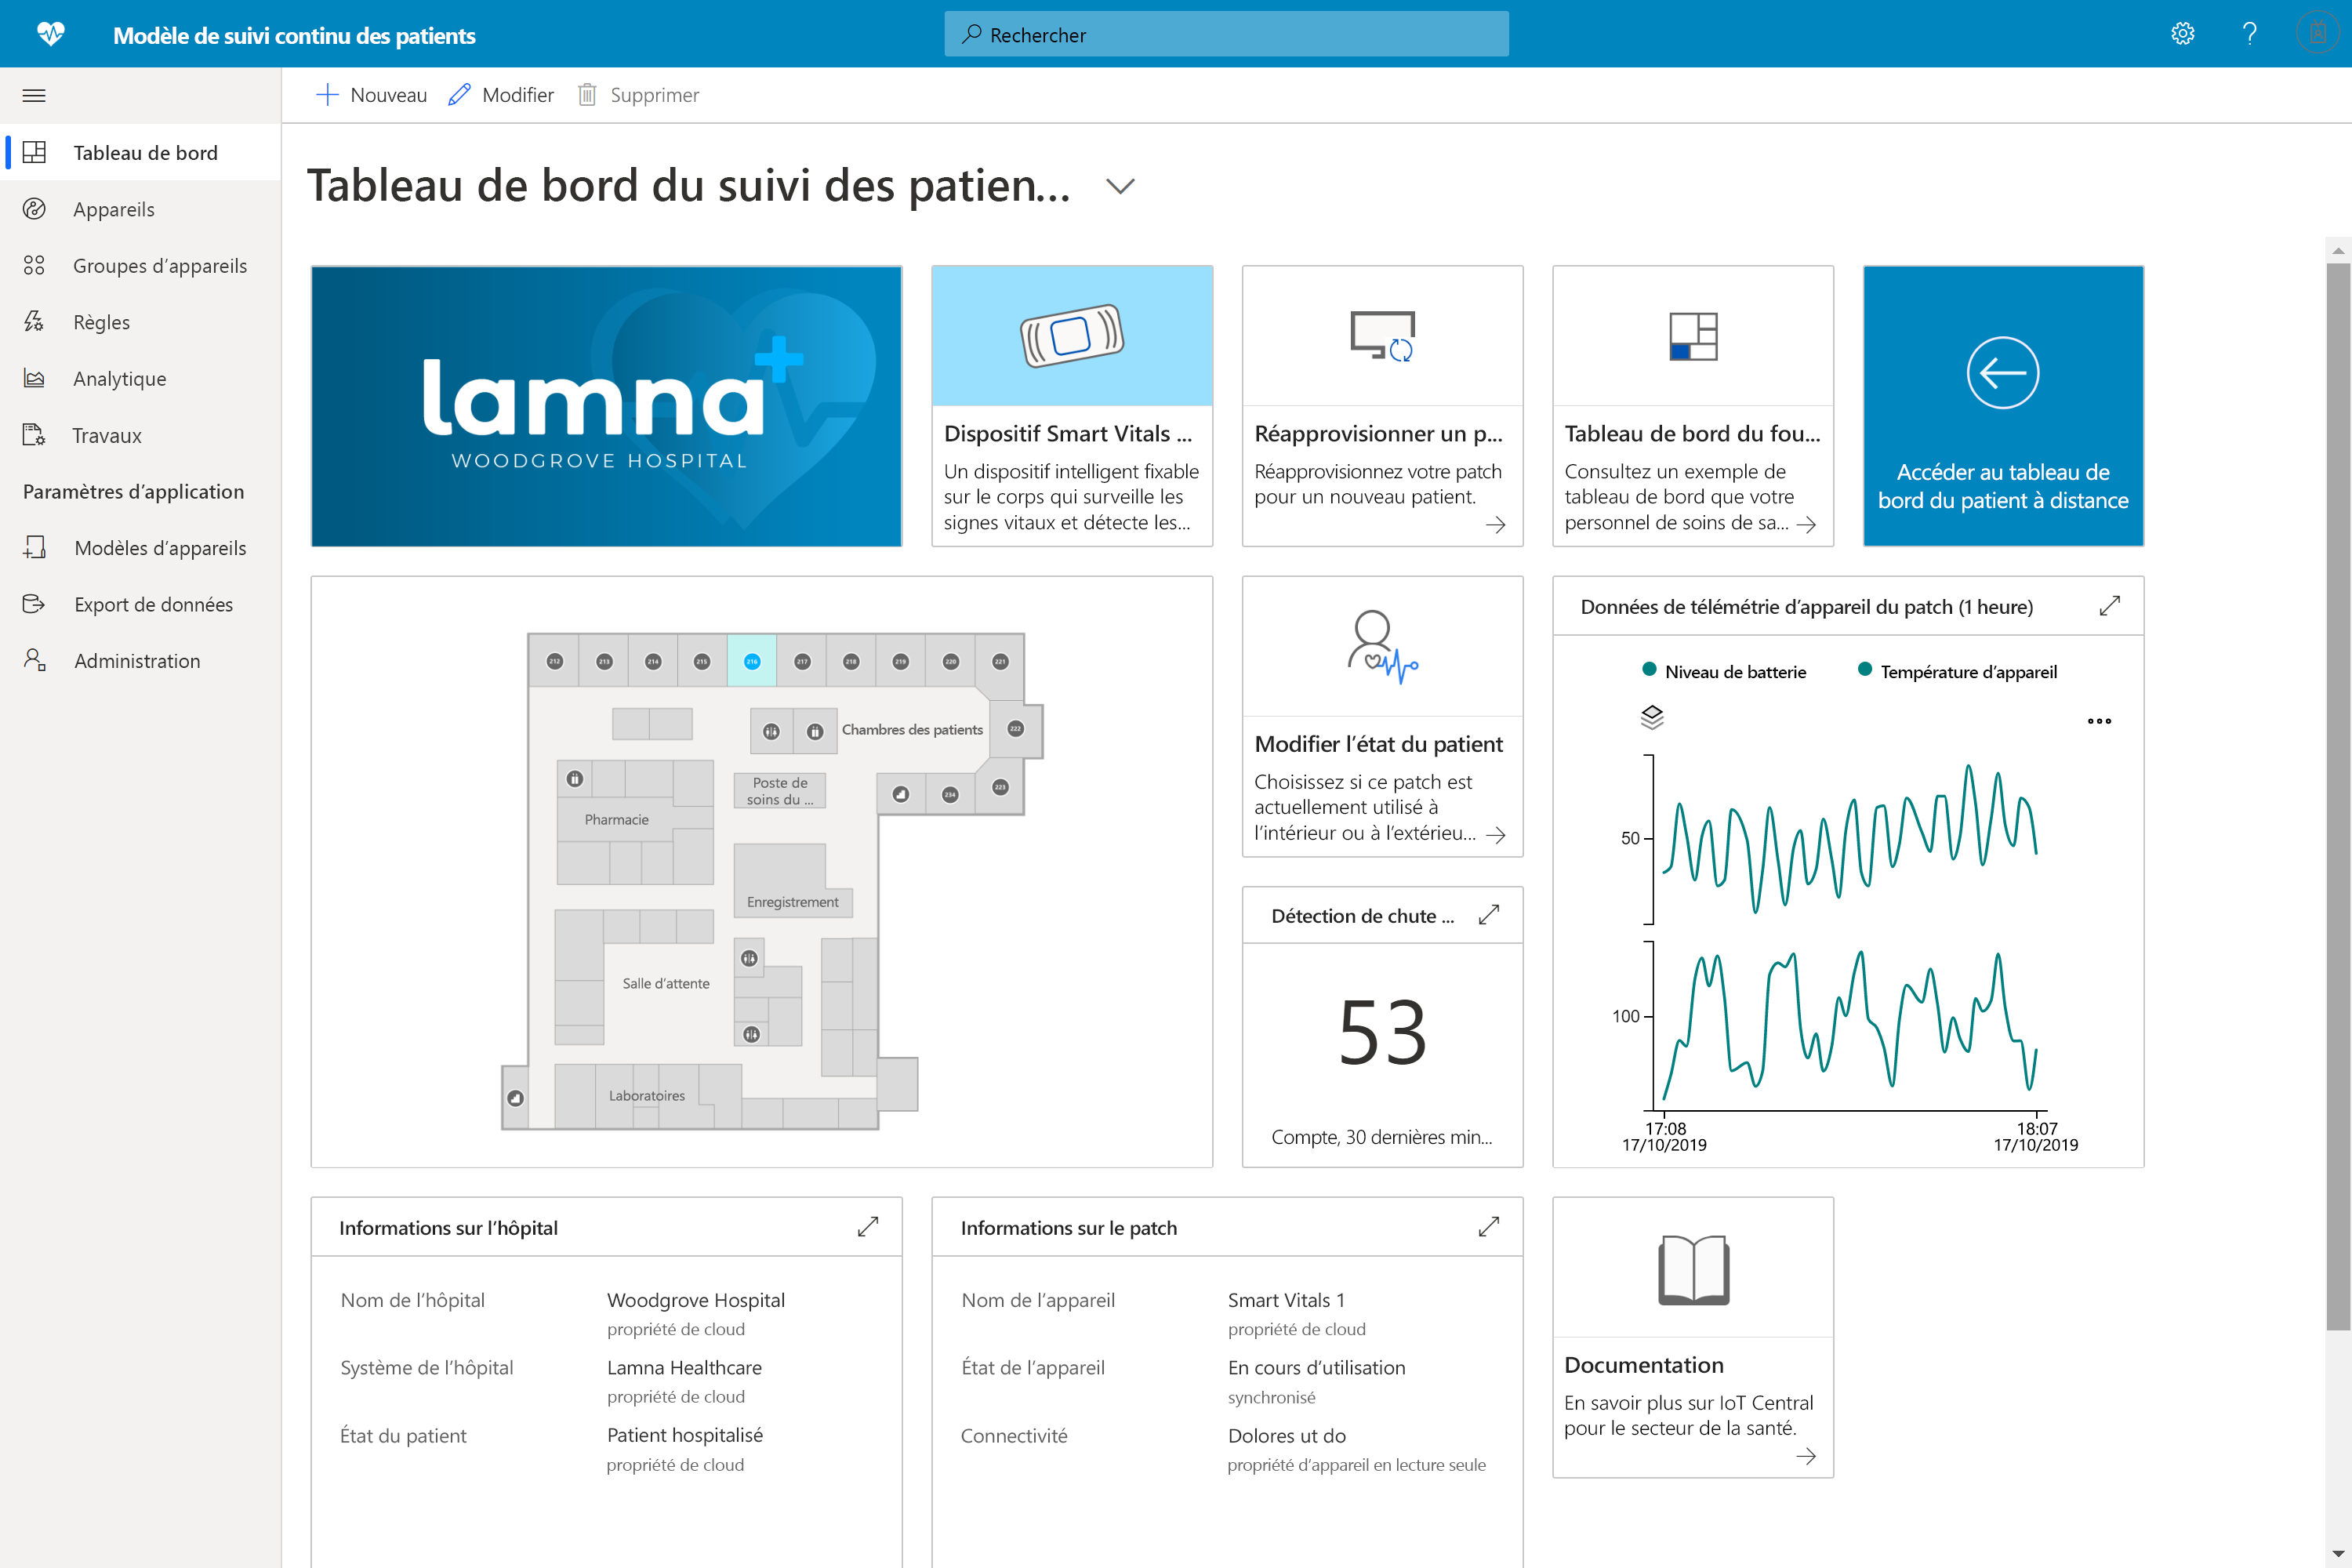 Modèle de suivi continu des patients
Rechercher
Nouveau
Modifier
Supprimer
Tableau de bord
Appareils
Groupes d’appareils
Règles
Analytique
Travaux
Paramètres d’application
Modèles d’appareils
Export de données
Administration
Tableau de bord du suivi des patien...
lamna+
WOODGROVE HOSPITAL
Dispositif Smart Vitals ...
Un dispositif intelligent fixable
sur le corps qui surveille les
signes vitaux et détecte les...
Réapprovisionner un p...
Réapprovisionnez votre patch
pour un nouveau patient.
Tableau de bord du fou...
Consultez un exemple de
tableau de bord que votre
personnel de soins de sa...
Accéder au tableau de
bord du patient à distance
212
213
214
215
216
217
218
219
220
221
222
223
234
Chambres des patients
Poste de
soins du ...
Pharmacie
Enregistrement
Salle d’attente
Laboratoires
Modifier l’état du patient
Choisissez si ce patch est
actuellement utilisé à
l’intérieur ou à l’extérieu...
Détection de chute ...
53
Compte, 30 dernières min...
Données de télémétrie d’appareil du patch (1 heure)
Niveau de batterie
Température d’appareil
50
100
17:08
17/10/2019
18:07
17/10/2019
Informations sur l’hôpital
Nom de l’hôpital
Woodgrove Hospital
propriété de cloud
Système de l’hôpital
Lamna Healthcare
propriété de cloud
État du patient
Patient hospitalisé
propriété de cloud
Informations sur le patch
Nom de l’appareil
Smart Vitals 1
propriété de cloud
État de l’appareil
En cours d’utilisation
synchronisé
Connectivité
Dolores ut do
propriété d’appareil en lecture seule
Documentation
En savoir plus sur IoT Central
pour le secteur de la santé.